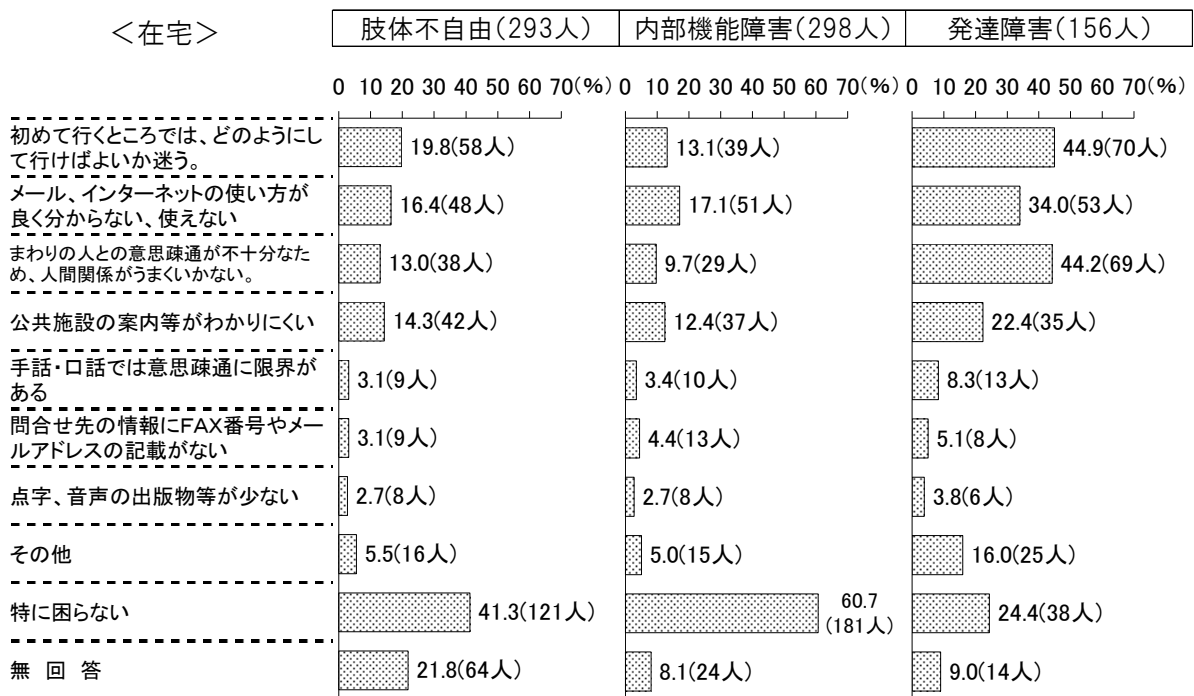 ＜在宅＞
肢体不自由(293人) 内部機能障害(298人) 発達障害(156人)
0 10 20 30 40 50 60 70(%) 0 10 20 30 40 50 60 70(%) 0 10 20 30 40 50 60 70(%)
初めて行くところでは、どのようにし
て行けばよいか迷う。
19.8(58人) 13.1(39人) 44.9(70人)
メール、インターネットの使い方が
良く分からない、使えない
16.4(48人) 17.1(51人) 34.0(53人)
まわりの人との意思疎通が不十分なた
め、人間関係がうまくいかない。
13.0(38人) 9.7(29人) 44.2(69人)
公共施設の案内等がわかりにくい
14.3(42人) 12.4(37人) 22.4(35人)
手話・口話では意思疎通に限界が
ある
3.1(9人) 3.4(10人) 8.3(13人)
問合せ先の情報にFAX番号やメー
ルアドレスの記載がない
3.1(9人) 4.4(13人) 5.1(8人)
点字、音声の出版物等が少ない
2.7(8人) 2.7(8人) 3.8(6人)
その他
5.5(16人) 5.0(15人) 16.0(25人)
特に困らない
41.3(121人) 60.7
(181人) 24.4(38人)
無 回 答
21.8(64人) 8.1(24人) 9.0(14人)